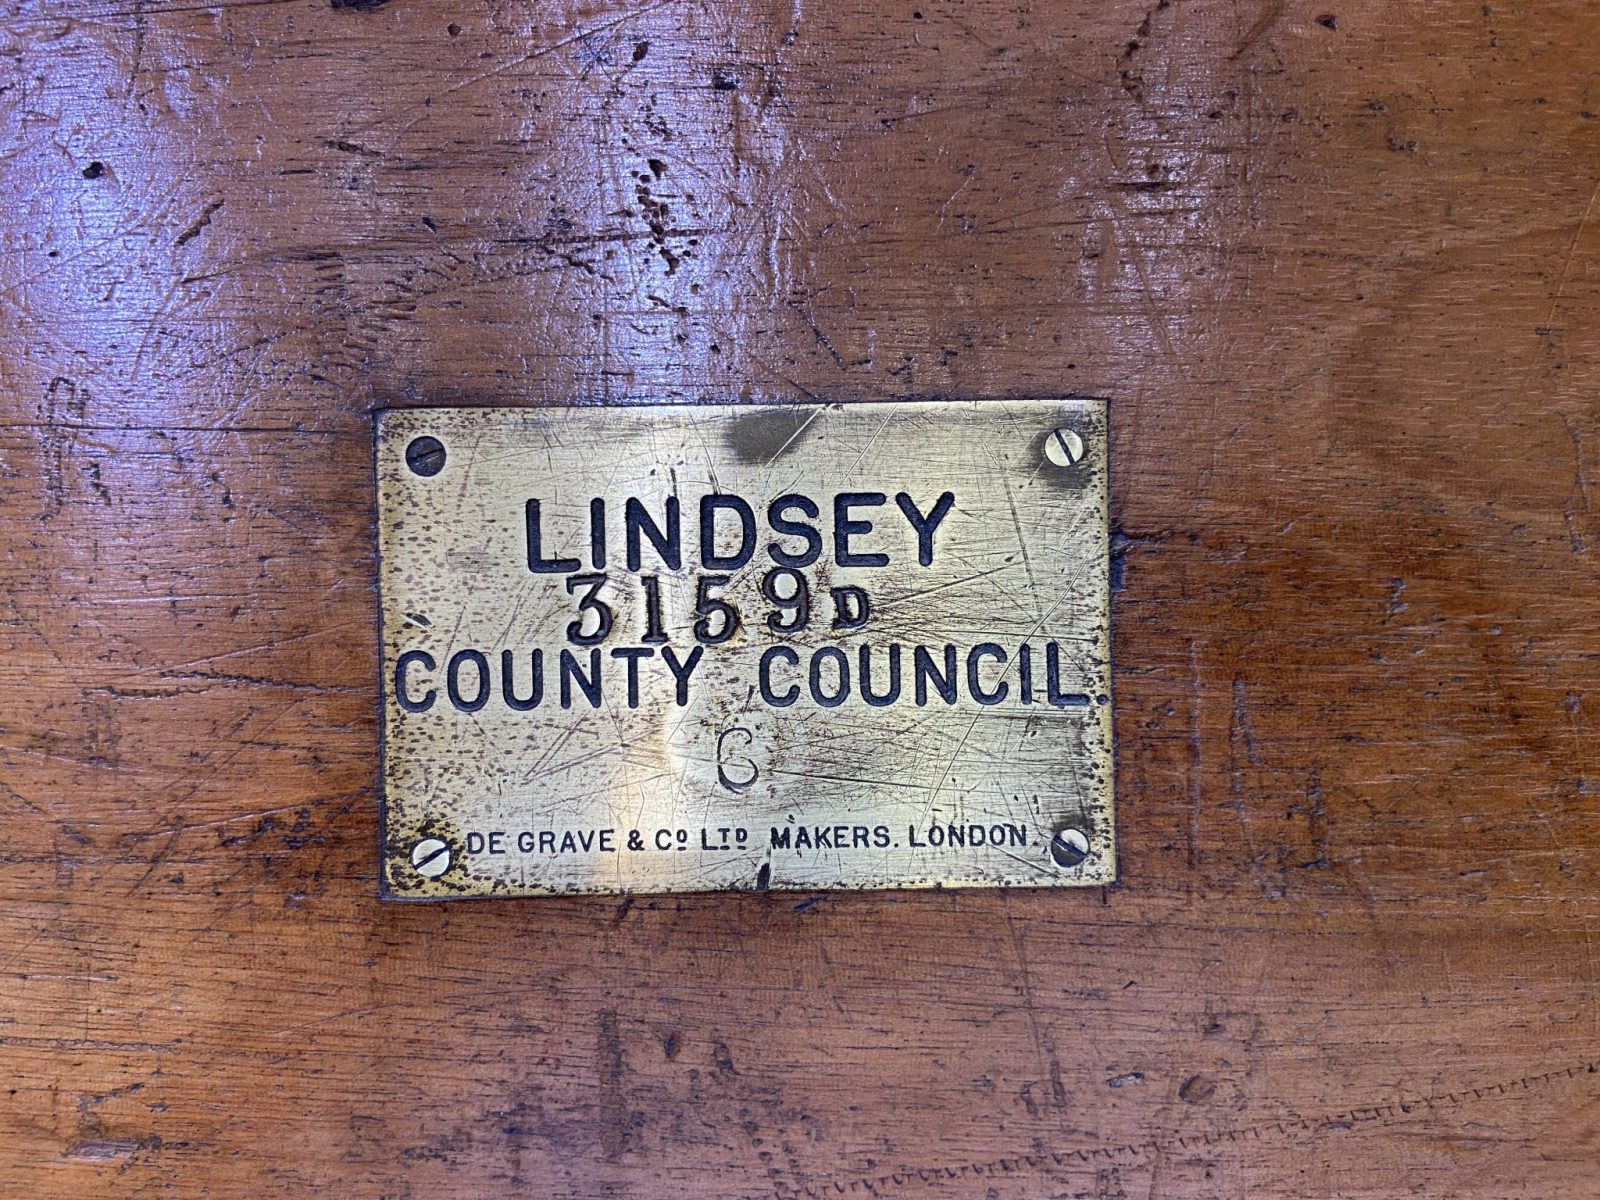 LINDSEY
3159D
COUNTY COUNCIL.
DE GRAVE & Cº LTD MAKERS. LONDON.